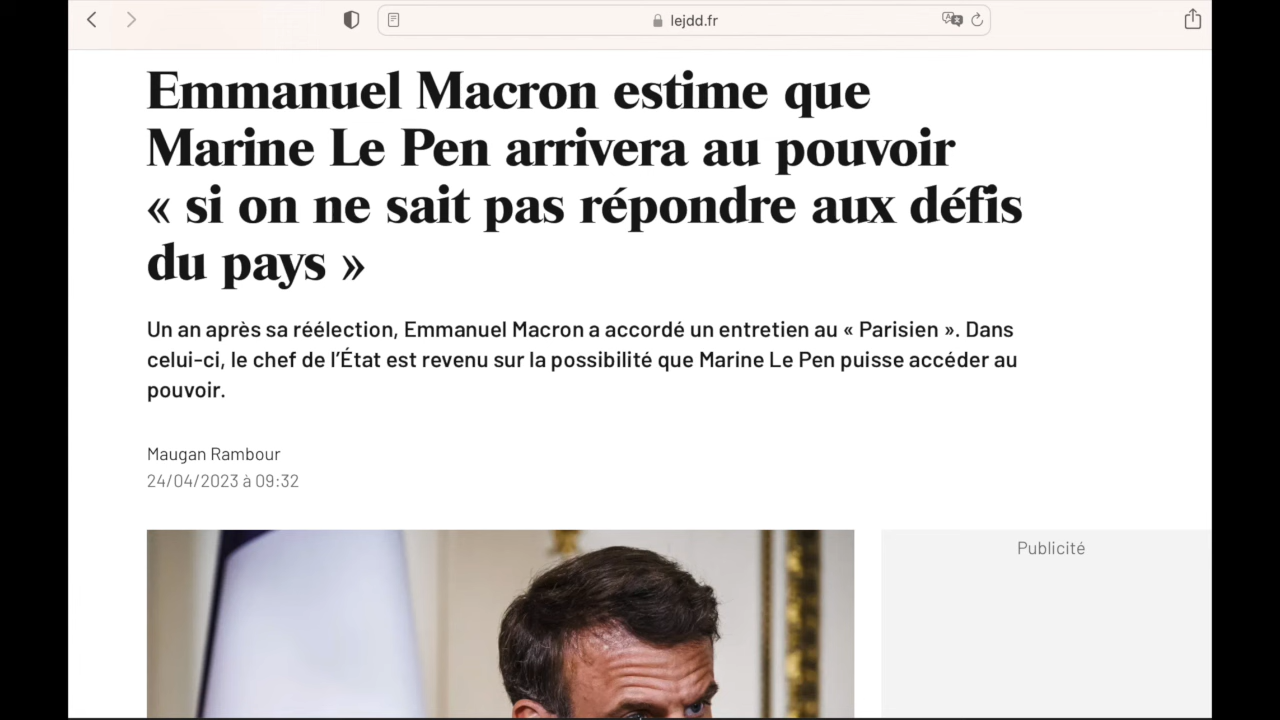 lejdd.fr
Emmanuel Macron estime que
Marine Le Pen arrivera au pouvoir
« si on ne sait pas répondre aux défis
du pays »
Un an après sa réélection, Emmanuel Macron a accordé un entretien au « Parisien ». Dans
celui-ci, le chef de l'État est revenu sur la possibilité que Marine Le Pen puisse accéder au
pouvoir.
Maugan Rambour
24/04/2023 à 09:32
Publicité